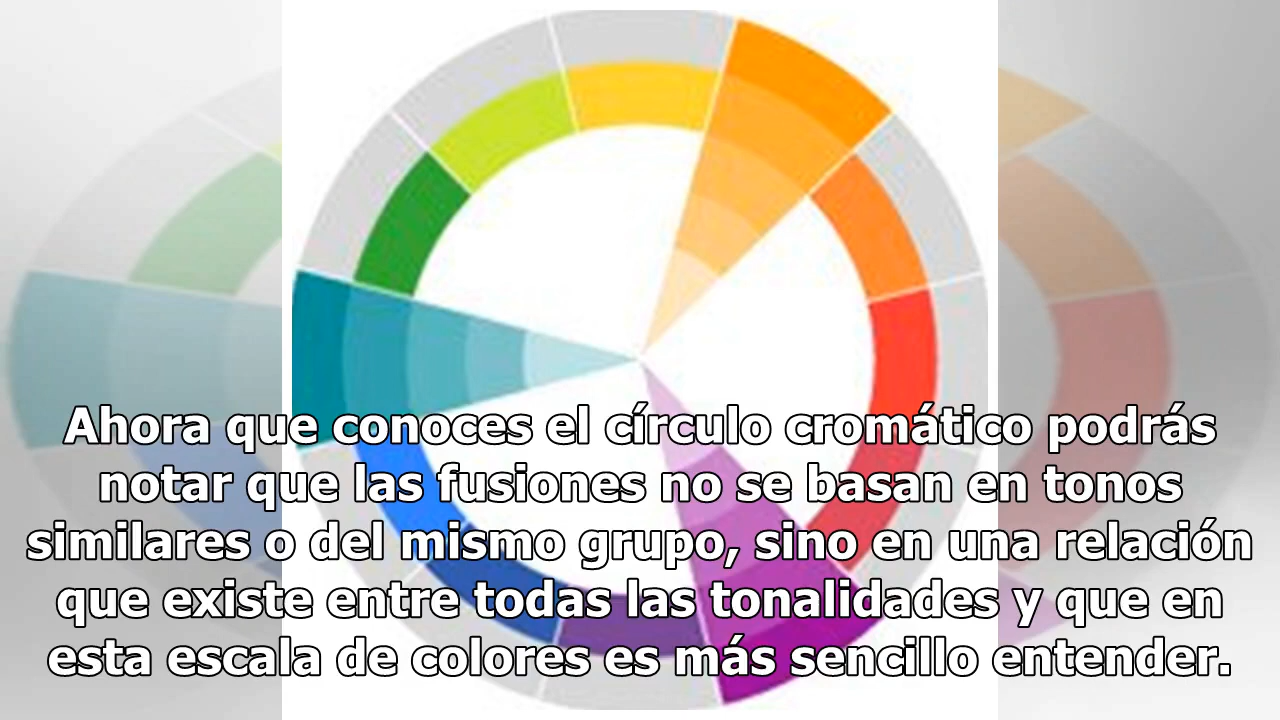 Ahora que conoces el círculo cromático podrás
notar que las fusiones no se basan en tonos
similares o del mismo grupo, sino en una relación
que existe entre todas las tonalidades y que en
esta escala de colores es más sencillo entender.